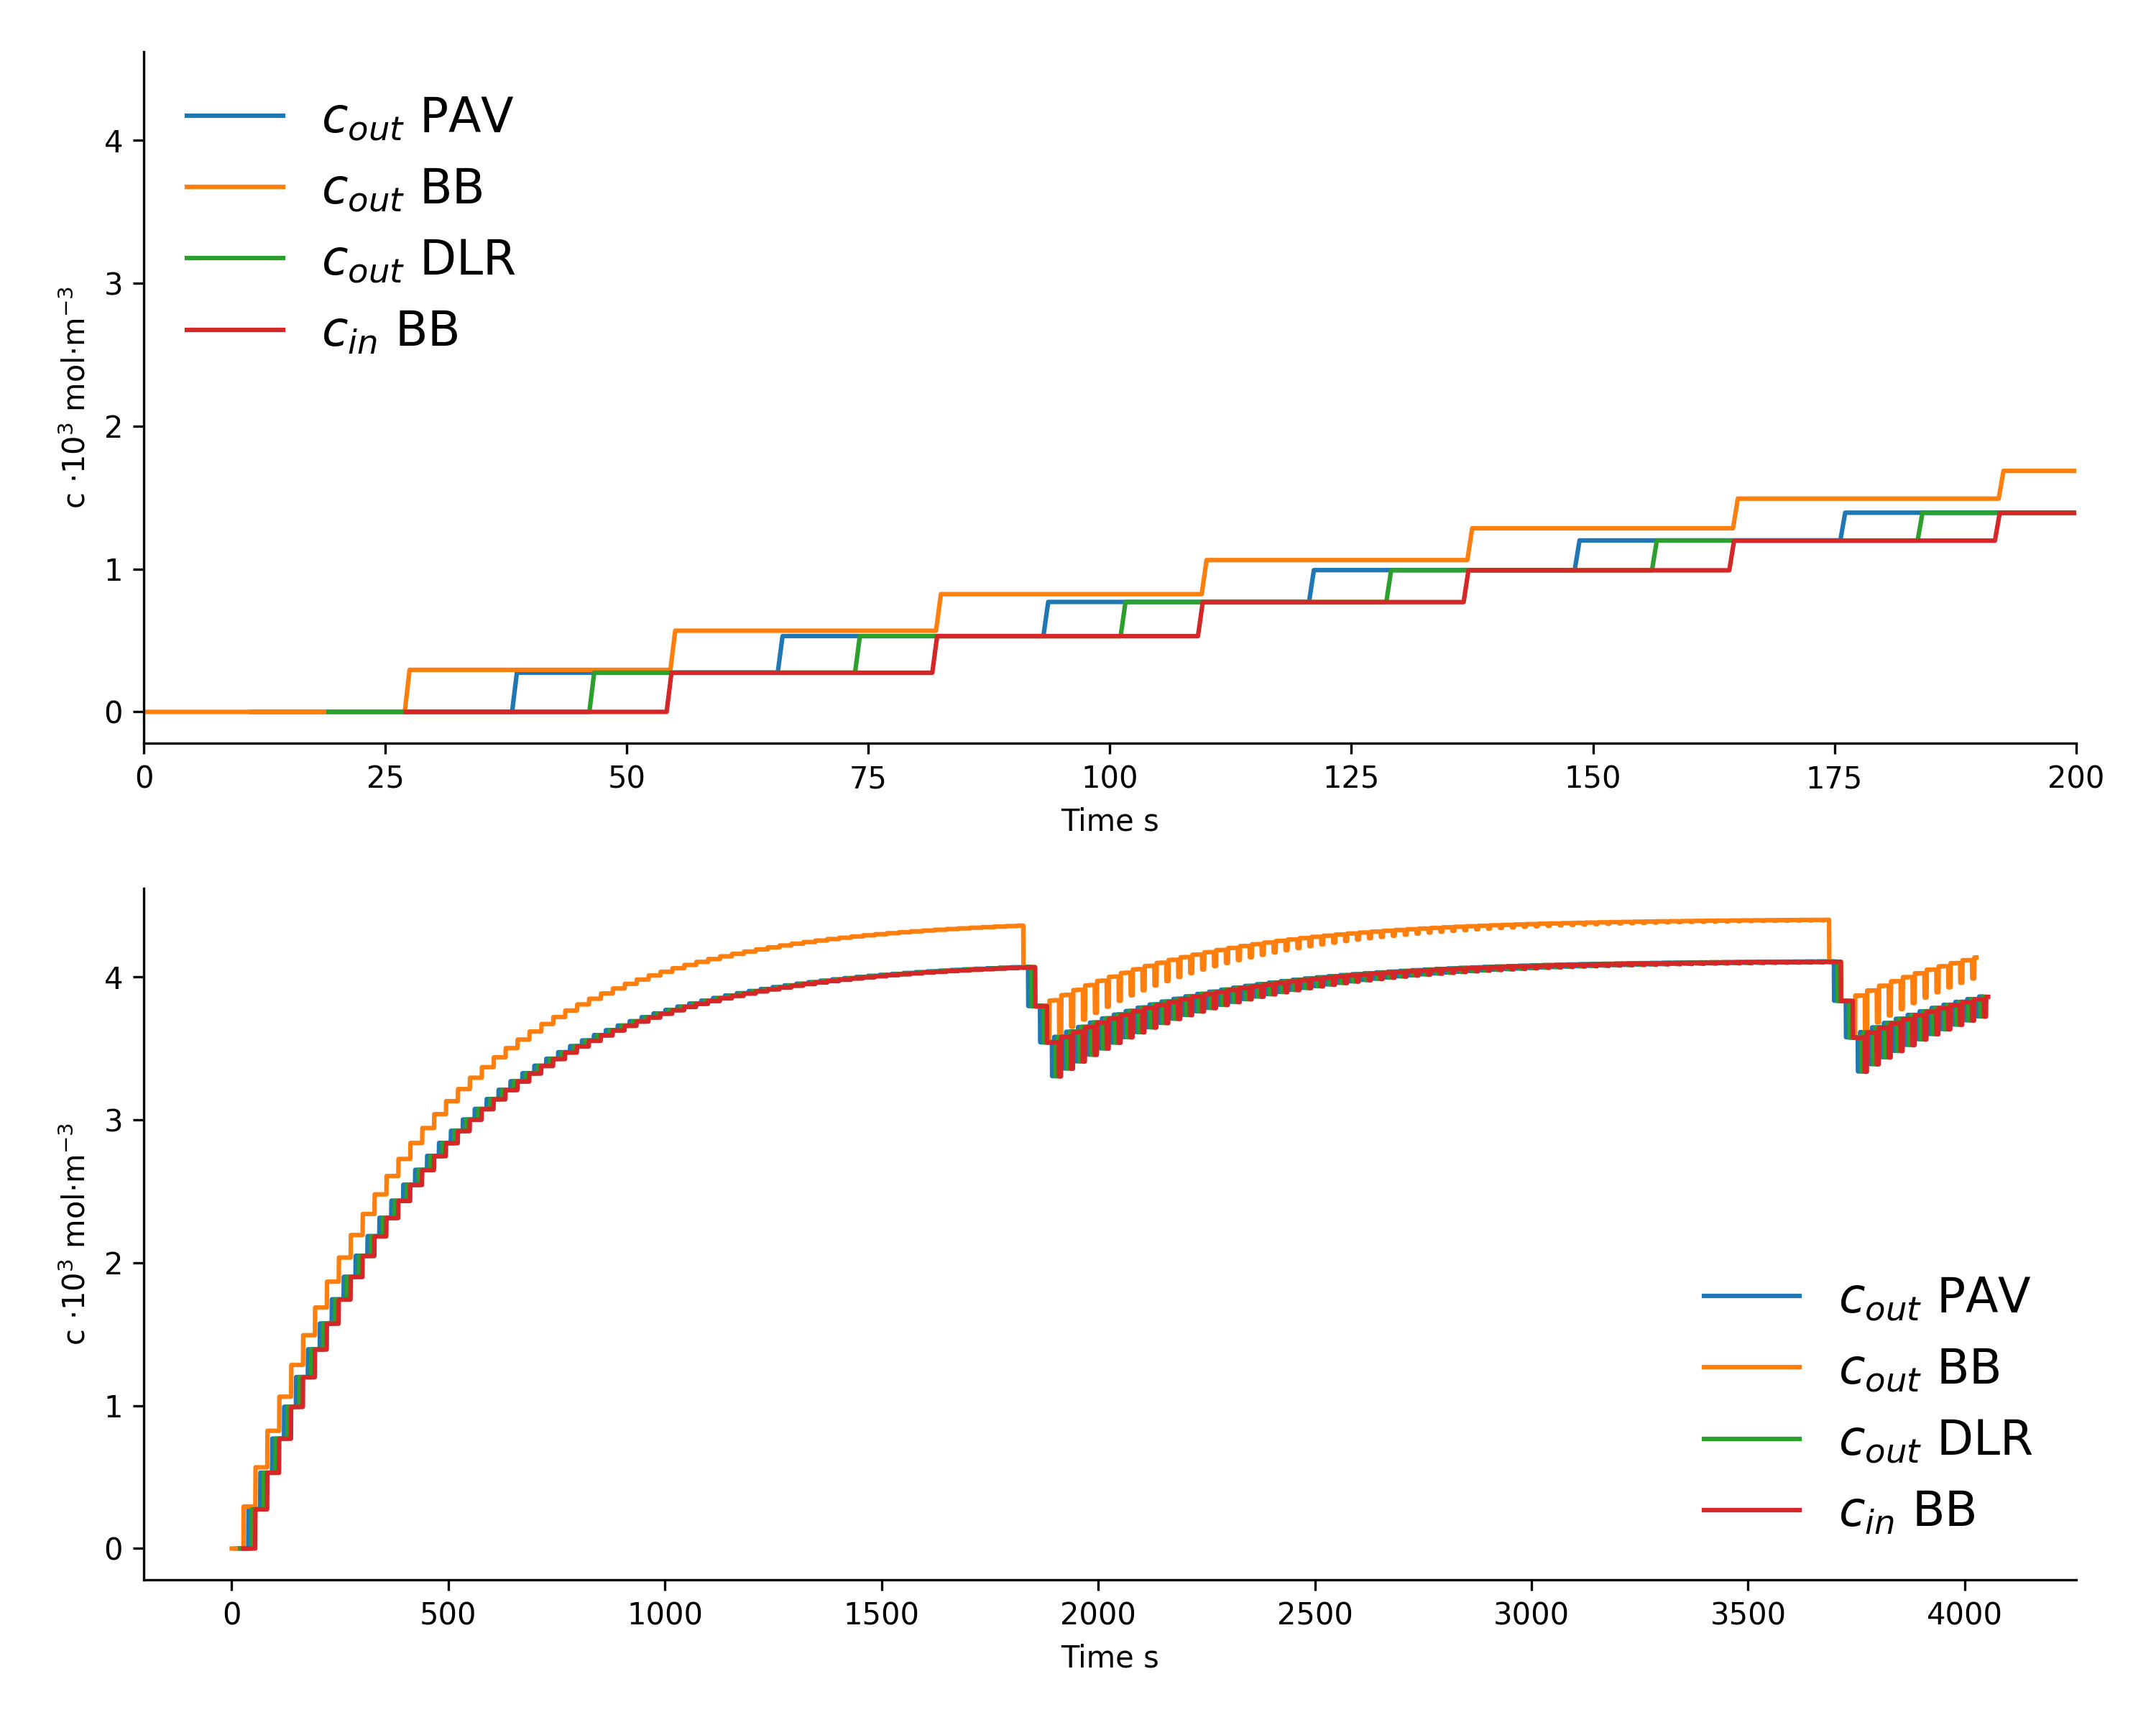 c_out PAV
c_out BB
c_out DLR
c_in BB
c ·10³ mol·m⁻³
4
3
2
1
0
0 25 50 75 100 125 150 175 200
Time s
c ·10³ mol·m⁻³
4
3
2
1
0
c_out PAV
c_out BB
c_out DLR
c_in BB
0 500 1000 1500 2000 2500 3000 3500 4000
Time s